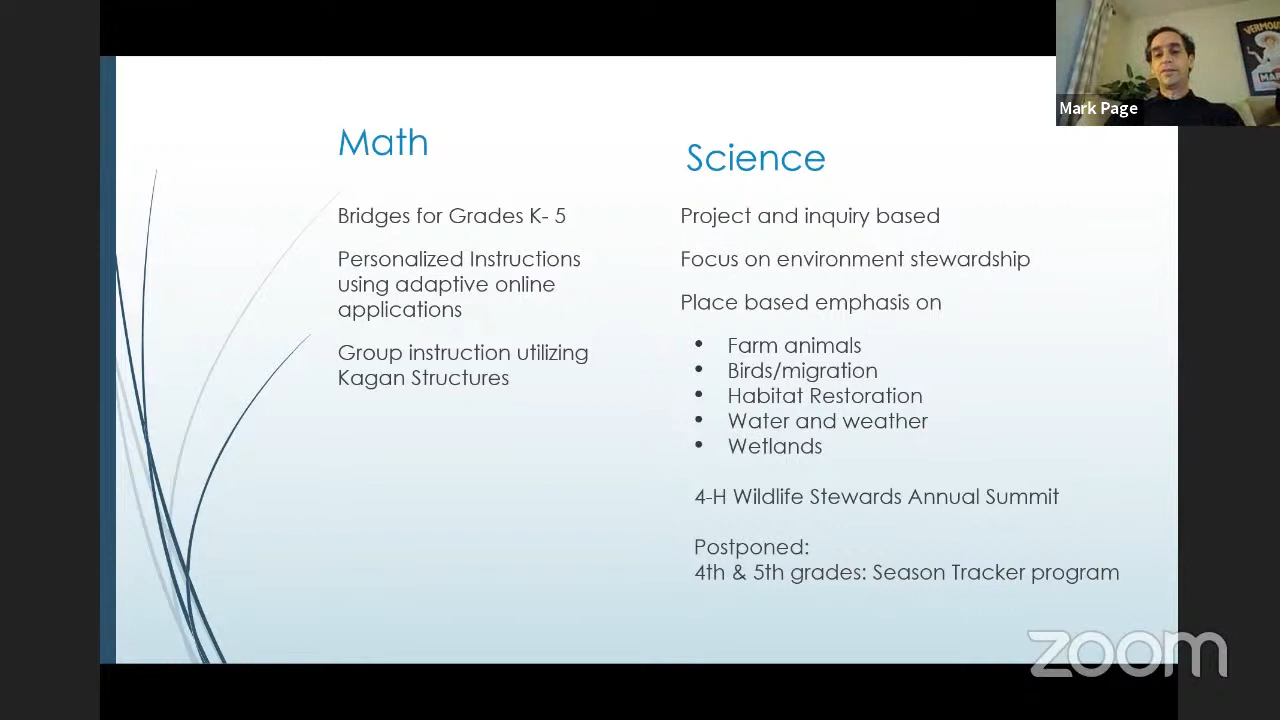 Math
Bridges for Grades K- 5
Personalized Instructions
using adaptive online
applications
Group instruction utilizing
Kagan Structures
Science
Project and inquiry based
Focus on environment stewardship
Place based emphasis on
• Farm animals
• Birds/migration
• Habitat Restoration
• Water and weather
• Wetlands
4-H Wildlife Stewards Annual Summit
Postponed:
4th & 5th grades: Season Tracker program
Mark Page
zoom